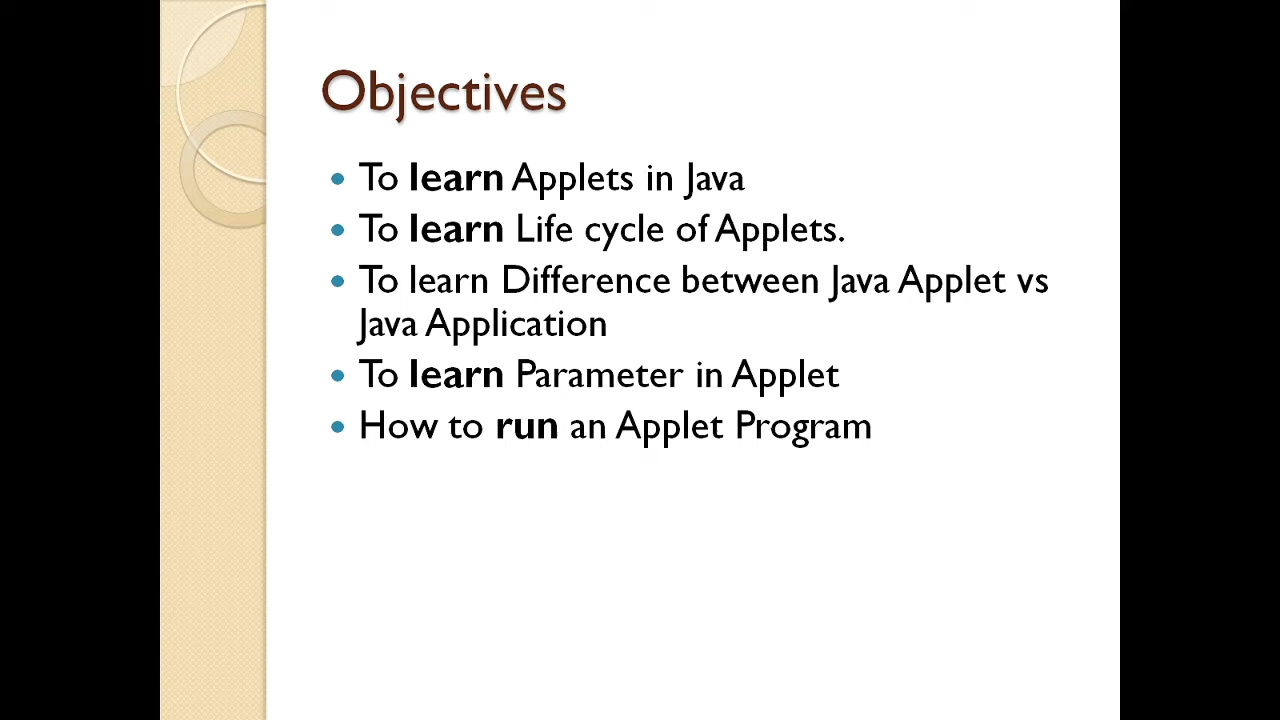 Objectives
• To learn Applets in Java
• To learn Life cycle of Applets.
• To learn Difference between Java Applet vs
Java Application
• To learn Parameter in Applet
• How to run an Applet Program